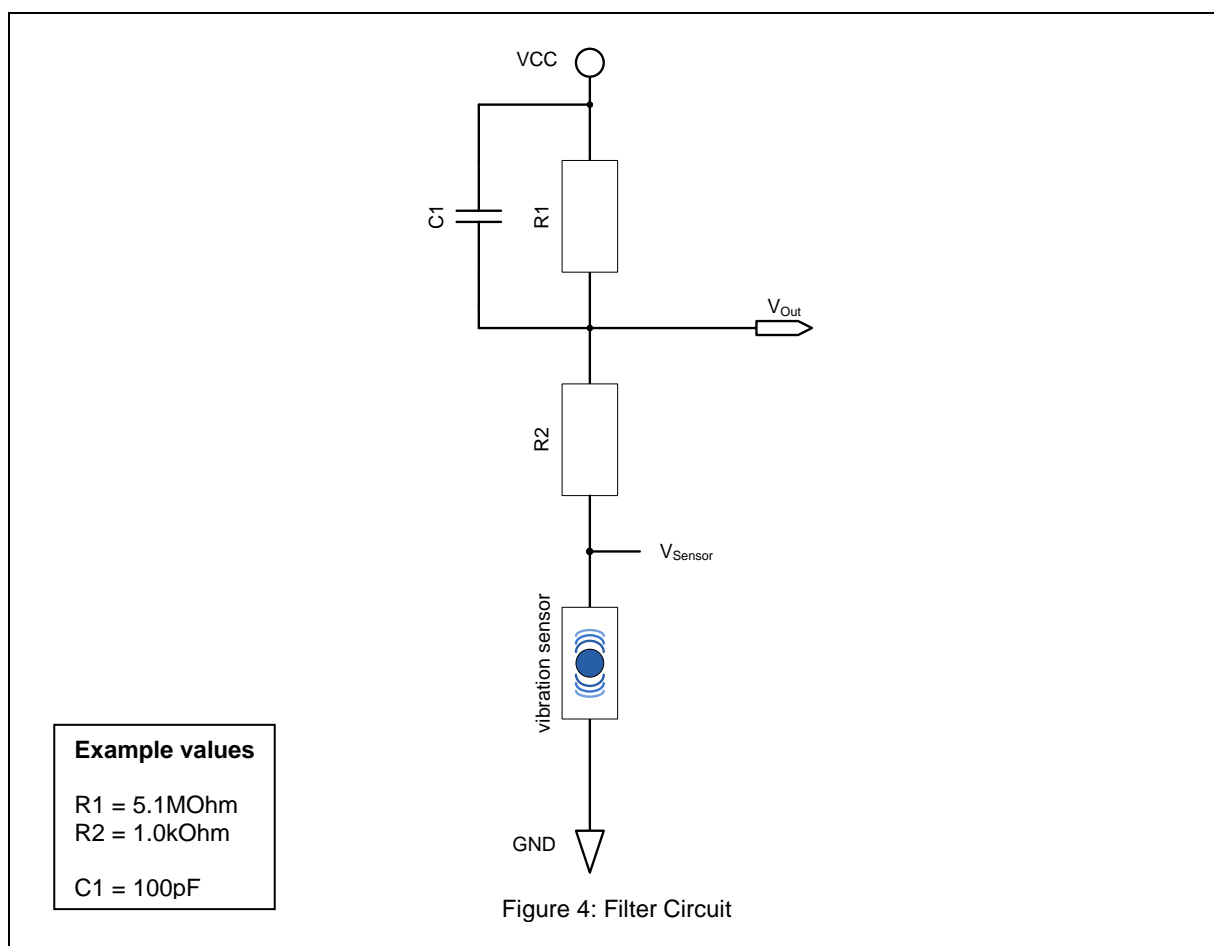 VCC
C1
R1
V_Out
R2
V_Sensor
vibration sensor
GND
Example values
R1 = 5.1MOhm
R2 = 1.0kOhm
C1 = 100pF
Figure 4: Filter Circuit